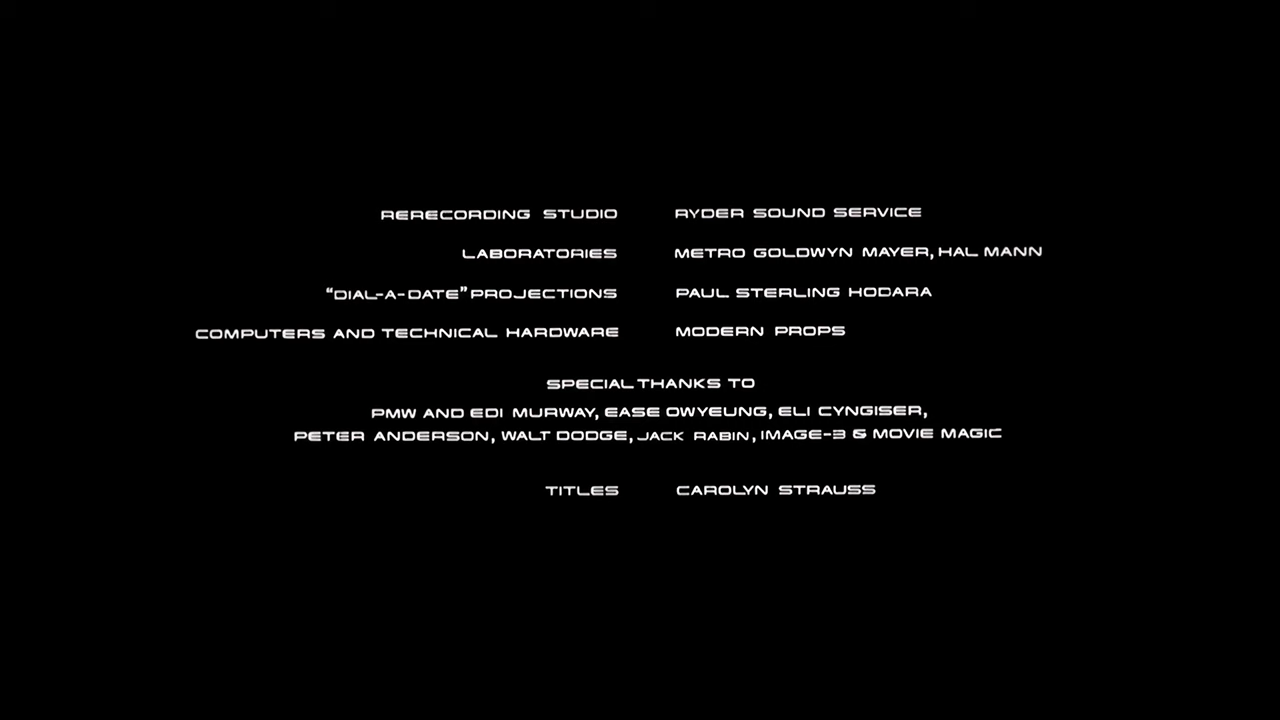 RERECORDING STUDIO RYDER SOUND SERVICE
LABORATORIES METRO GOLDWYN MAYER, HAL MANN
“DIAL-A-DATE” PROJECTIONS PAUL STERLING HODARA
COMPUTERS AND TECHNICAL HARDWARE MODERN PROPS
SPECIAL THANKS TO
PMW AND EDI MURWAY, EASE OWYEUNG, ELI CYNGISER,
PETER ANDERSON, WALT DODGE, JACK RABIN, IMAGE-3 & MOVIE MAGIC
TITLES CAROLYN STRAUSS